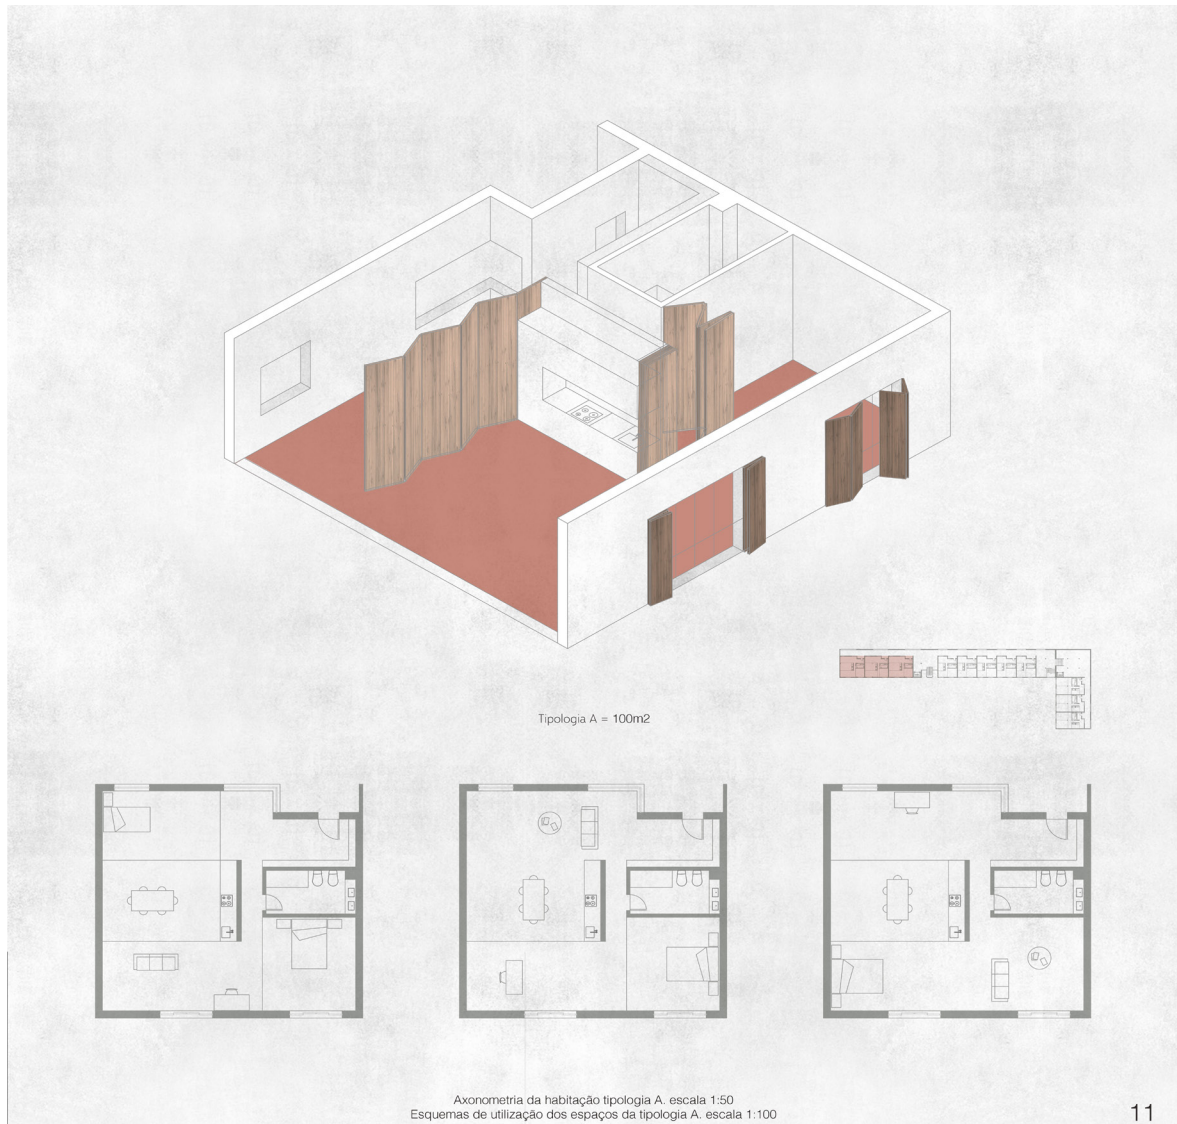 Tipologia A = 100m2
Axonometria da habitação tipologia A. escala 1:50
Esquemas de utilização dos espaços da tipologia A. escala 1:100
11